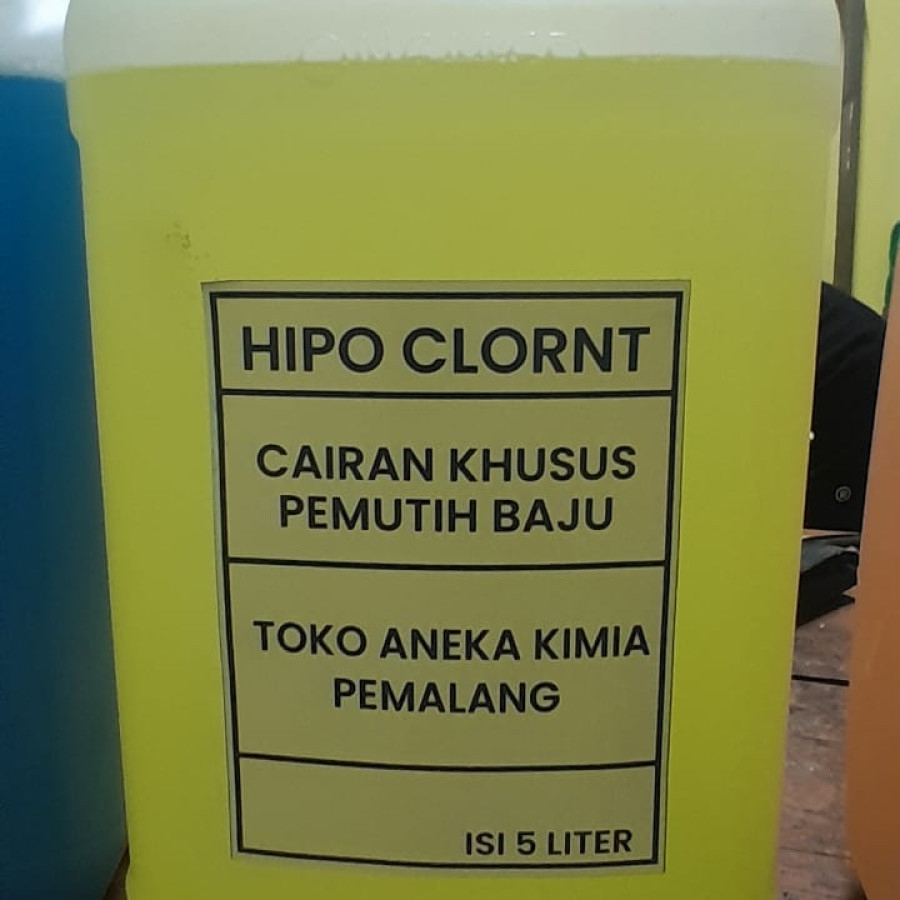 HIPO CLORNT
CAIRAN KHUSUS
PEMUTIH BAJU
TOKO ANEKA KIMIA
PEMALANG
ISI 5 LITER
®